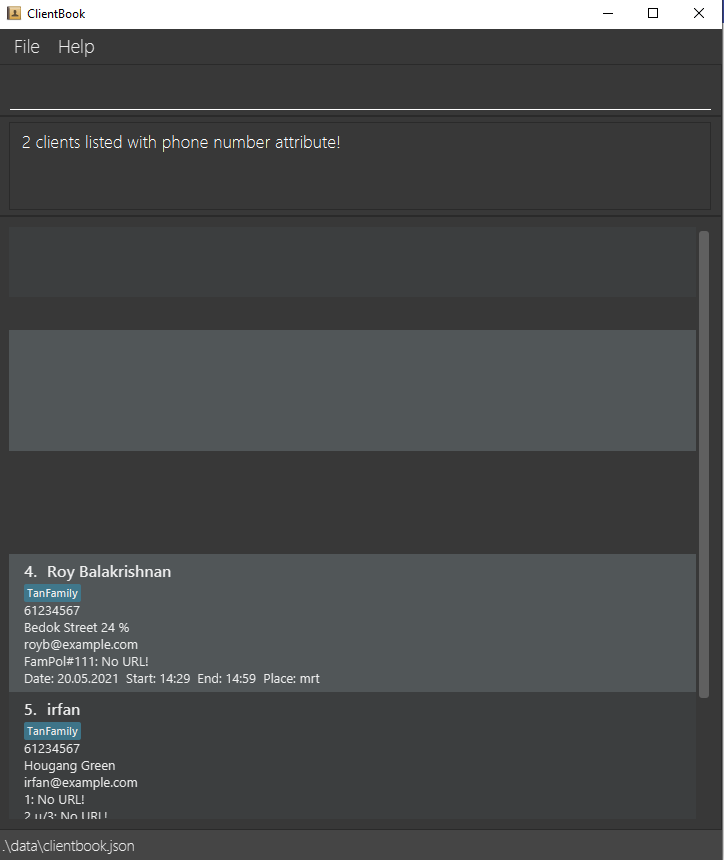 ClientBook
File Help
2 clients listed with phone number attribute!
4. Roy Balakrishnan
TanFamily
61234567
Bedok Street 24 %
royb@example.com
FamPol#111: No URL!
Date: 20.05.2021 Start: 14:29 End: 14:59 Place: mrt
5. irfan
TanFamily
61234567
Hougang Green
irfan@example.com
1: No URL!
2 u/3: No URL!
.\data\clientbook.json